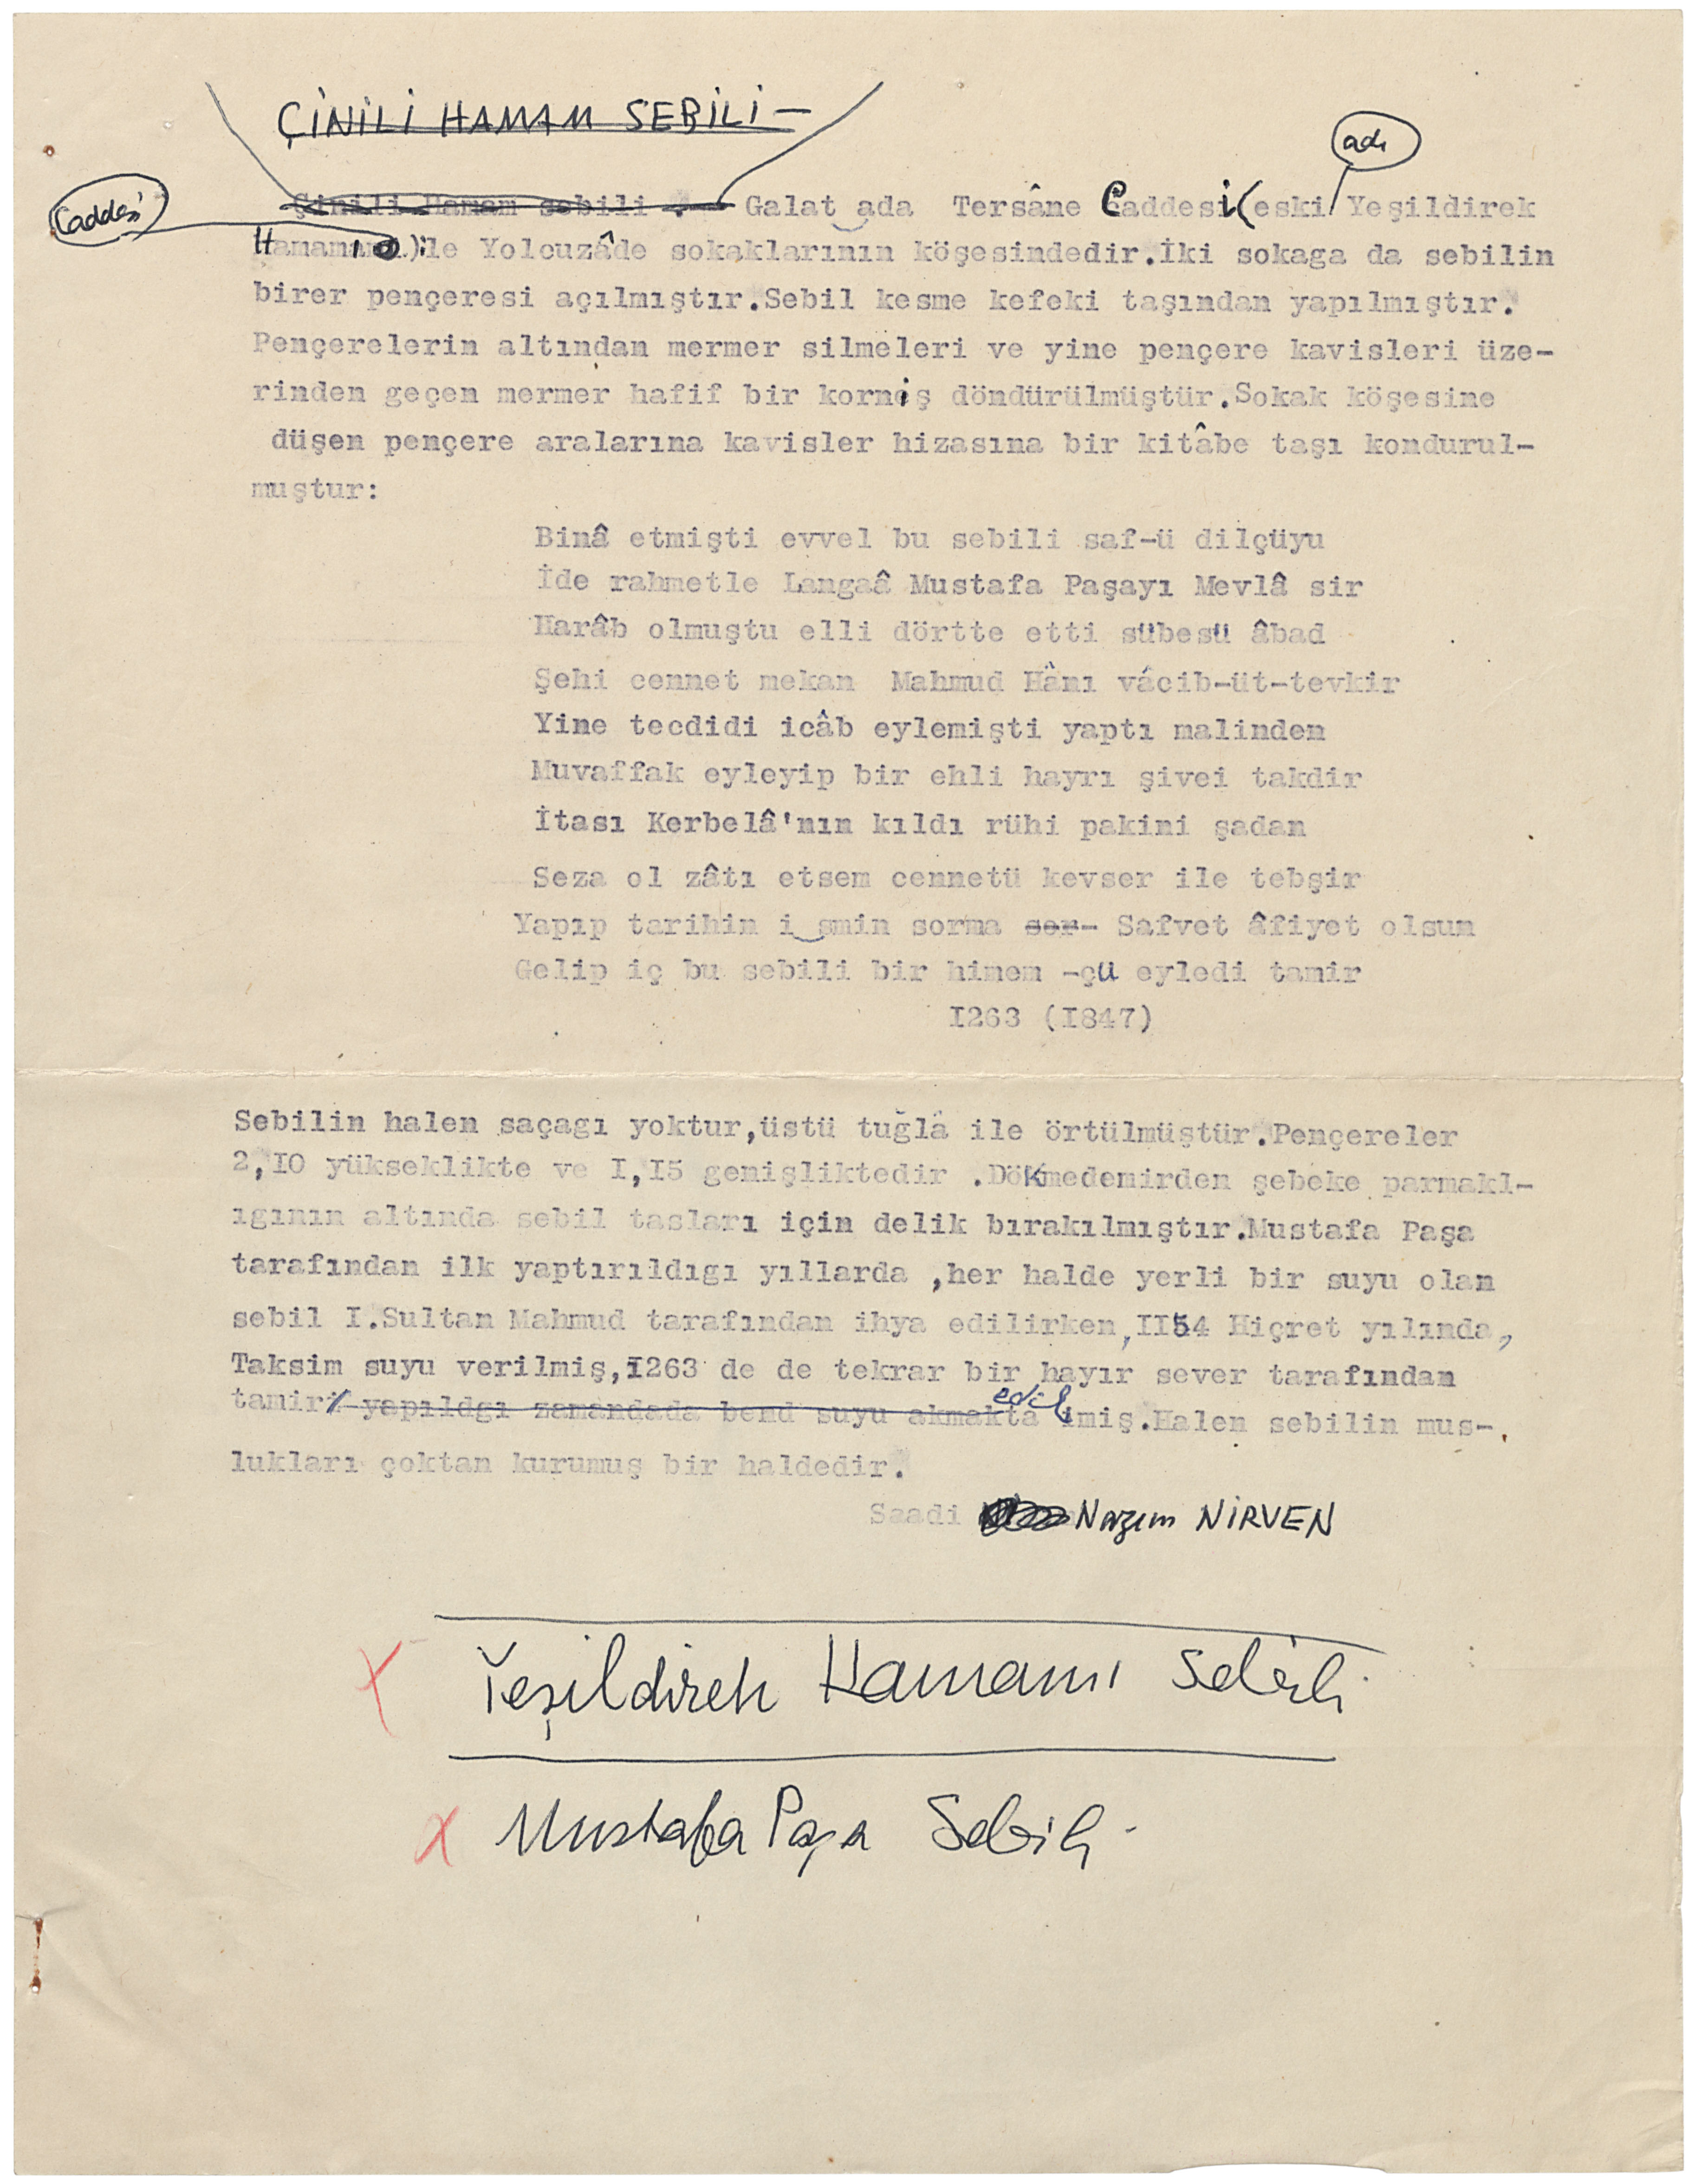 ÇİNİLİ HAMAM SEBİLİ —
adı
Caddesi
Çinili Hamam sebili .— Galat ada Tersâne Caddesi (eski Yeşildirek
Hamamı) ile Yolcuzâde sokaklarının köşesindedir.İki sokaga da sebilin
birer pençeresi açılmıştır.Sebil kesme kefeki taşından yapılmıştır.
Pençerelerin altından mermer silmeleri ve yine pençere kavisleri üze-
rinden geçen mermer hafif bir korniş döndürülmüştür.Sokak köşesine
düşen pençere aralarına kavisler hizasına bir kitâbe taşı kondurul-
muştur:
Binâ etmişti evvel bu sebili saf-ü dilçüyu
İde rahmetle Langaâ Mustafa Paşayı Mevlâ sir
Harâb olmuştu elli dörtte etti sübesü âbad
Şehi cennet mekan Mahmud Hânı vâcib-üt-tevkir
Yine tecdidi icâb eylemişti yaptı malinden
Muvaffak eyleyip bir ehli hayrı şivei takdir
İtası Kerbelâ'nın kıldı rühi pakini şadan
Seza ol zâtı etsem cennetü kevser ile tebşir
Yapıp tarihin i smin sorma ser- Safvet âfiyet olsun
Gelip iç bu sebili bir himem -çü eyledi tamir
I263 (I847)
Sebilin halen saçagı yoktur,üstü tuğlâ ile örtülmüştür.Pençereler
2,IO yükseklikte ve I,I5 genişliktedir .Dökmedemirden şebeke parmakl-
ıgının altında sebil tasları için delik bırakılmıştır.Mustafa Paşa
tarafından ilk yaptırıldıgı yıllarda ,her halde yerli bir suyu olan
sebil I.Sultan Mahmud tarafından ihya edilirken,II54 Hiçret yılında,
Taksim suyu verilmiş,I263 de de tekrar bir hayır sever tarafından
tamir yapıldgı zamandada bend suyu akmakta edilmiş.Halen sebilin mus-
lukları çoktan kurumuş bir haldedir.
Saadi Nazım NİRVEN
x Yeşildirek Hamamı Sebili
x Mustafa Paşa Sebili -